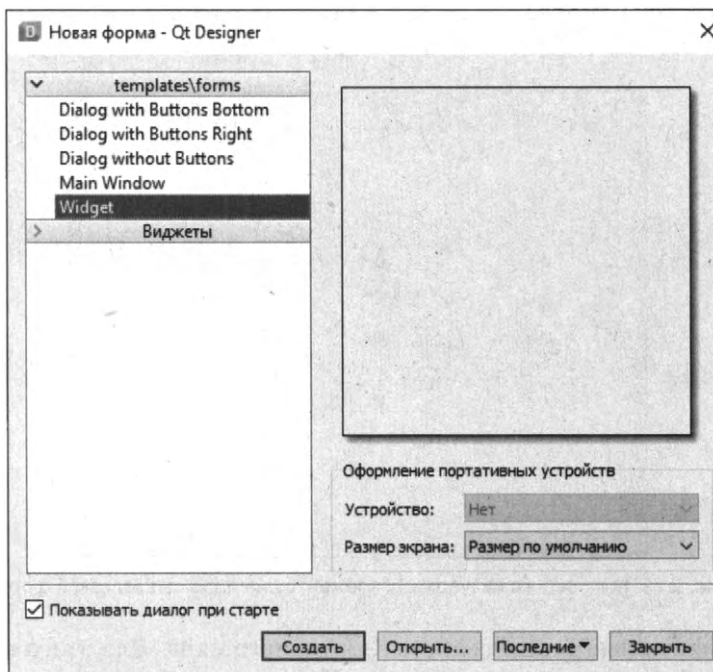 Новая форма - Qt Designer
templates\forms
Dialog with Buttons Bottom
Dialog with Buttons Right
Dialog without Buttons
Main Window
Widget
Виджеты
Оформление портативных устройств
Устройство: Нет
Размер экрана: Размер по умолчанию
Показывать диалог при старте
Создать Открыть... Последние Закрыть